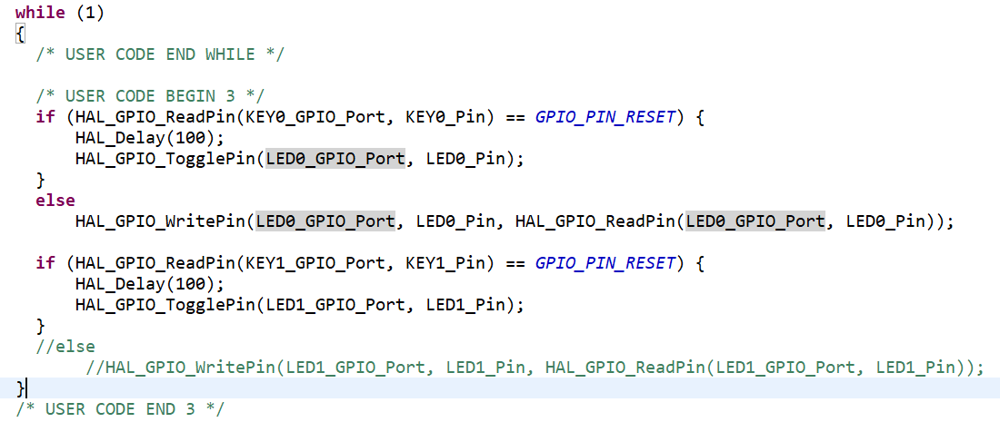 while (1)
{
/* USER CODE END WHILE */
/* USER CODE BEGIN 3 */
if (HAL_GPIO_ReadPin(KEY0_GPIO_Port, KEY0_Pin) == GPIO_PIN_RESET) {
HAL_Delay(100);
HAL_GPIO_TogglePin(LED0_GPIO_Port, LED0_Pin);
}
else
HAL_GPIO_WritePin(LED0_GPIO_Port, LED0_Pin, HAL_GPIO_ReadPin(LED0_GPIO_Port, LED0_Pin));
if (HAL_GPIO_ReadPin(KEY1_GPIO_Port, KEY1_Pin) == GPIO_PIN_RESET) {
HAL_Delay(100);
HAL_GPIO_TogglePin(LED1_GPIO_Port, LED1_Pin);
}
//else
//HAL_GPIO_WritePin(LED1_GPIO_Port, LED1_Pin, HAL_GPIO_ReadPin(LED1_GPIO_Port, LED1_Pin));
}
/* USER CODE END 3 */